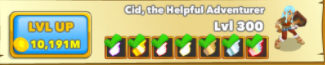 Cid, the Helpful Adventurer
LVL UP
Lvl 300
10,191M